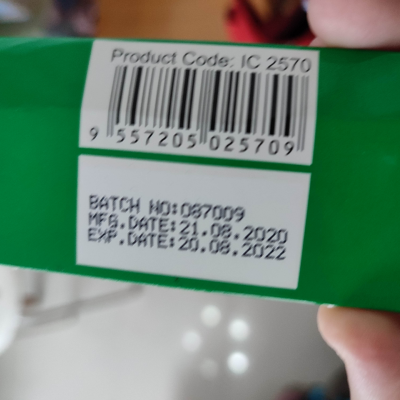 Product Code: IC 2570
9 557205 025709
BATCH NO:087009
MFG.DATE:21.08.2020
EXP.DATE:20.08.2022